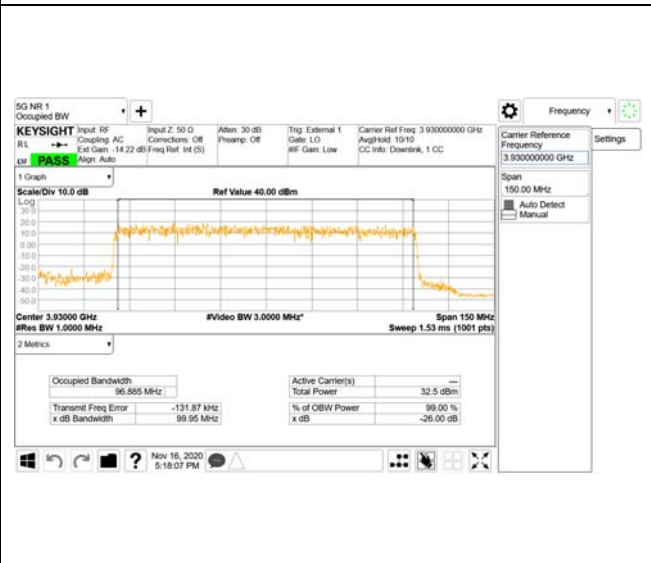 5G NR 1
Occupied BW
+
Frequency
KEYSIGHT Input: RF Input Z: 50 Ω Atten: 30 dB Trig: External 1 Carrier Ref Freq: 3.930000000 GHz
RL Coupling: AC Corrections: Off Preamp: Off Gate: LO Avg|Hold: 10/10
Ext Gain: -14.22 dB Freq Ref: Int (S) #IF Gain: Low CC Info: Downlink, 1 CC
PASS Align: Auto
Carrier Reference
Frequency
3.930000000 GHz
Settings
Span
150.00 MHz
Auto Detect
Manual
1 Graph
Scale/Div 10.0 dB Ref Value 40.00 dBm
Log
30.0
20.0
10.0
0.00
-10.0
-20.0
-30.0
-40.0
-50.0
Center 3.93000 GHz #Video BW 3.0000 MHz* Span 150 MHz
#Res BW 1.0000 MHz Sweep 1.53 ms (1001 pts)
2 Metrics
Occupied Bandwidth Active Carrier(s) —
96.885 MHz Total Power 32.5 dBm
Transmit Freq Error -131.87 kHz % of OBW Power 99.00 %
x dB Bandwidth 99.95 MHz x dB -26.00 dB
? Nov 16, 2020
5:18:07 PM